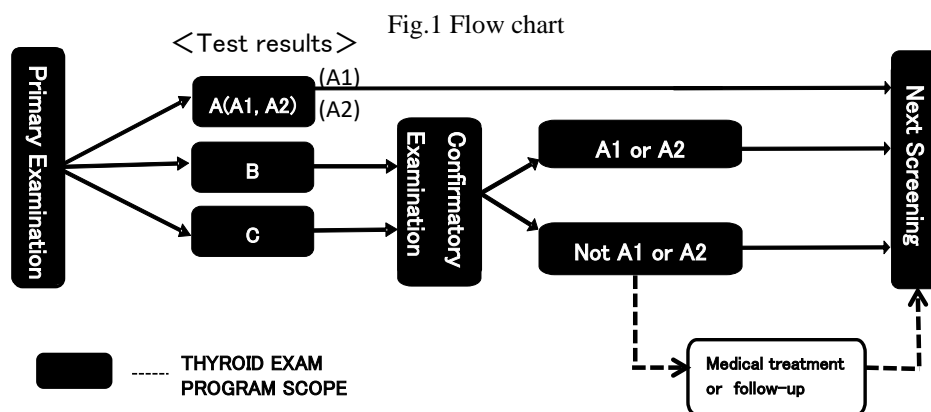 Fig.1 Flow chart
＜Test results＞
Primary Examination
A(A1, A2)
(A1)
(A2)
B
C
Confirmatory
Examination
A1 or A2
Not A1 or A2
Next Screening
Medical treatment
or follow-up
THYROID EXAM
PROGRAM SCOPE